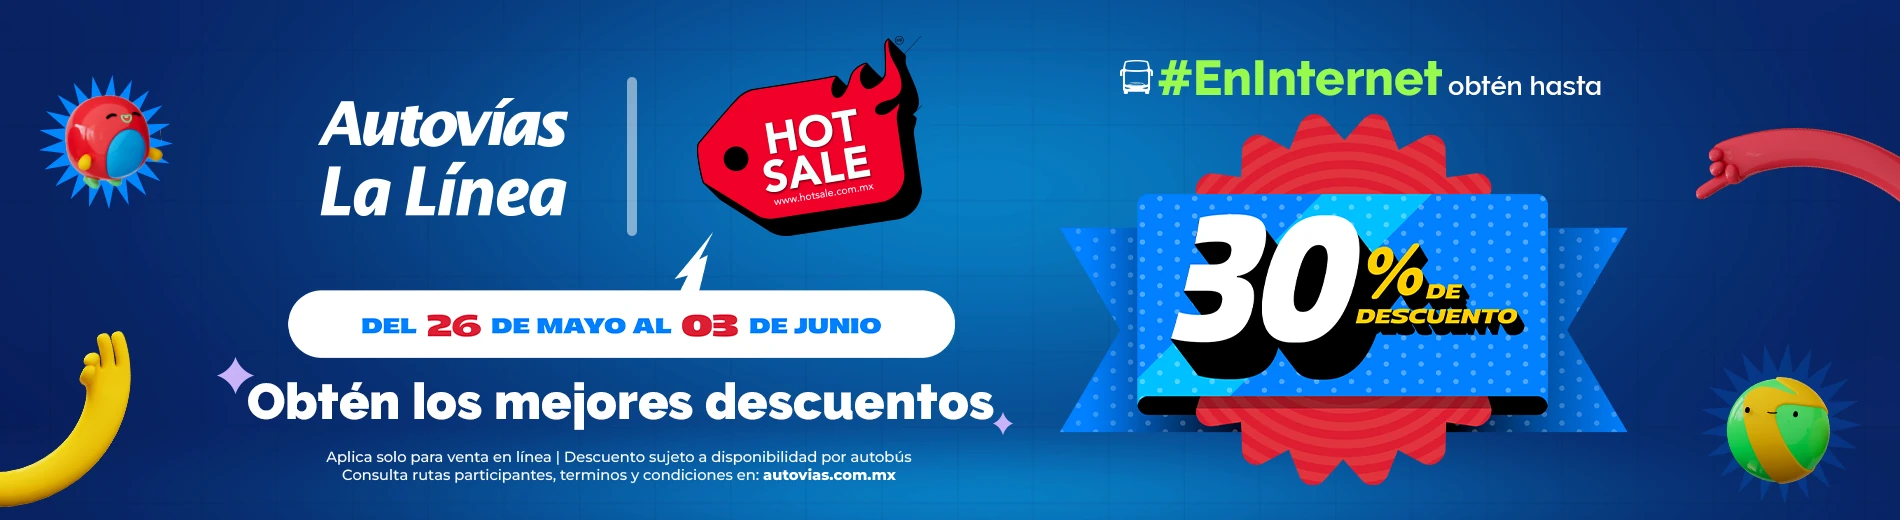 Autovías
La Línea
HOT
SALE
www.hotsale.com.mx
DEL 26 DE MAYO AL 03 DE JUNIO
Obtén los mejores descuentos
Aplica solo para venta en línea | Descuento sujeto a disponibilidad por autobús
Consulta rutas participantes, terminos y condiciones en: autovias.com.mx
#EnInternet obtén hasta
30% DE
DESCUENTO